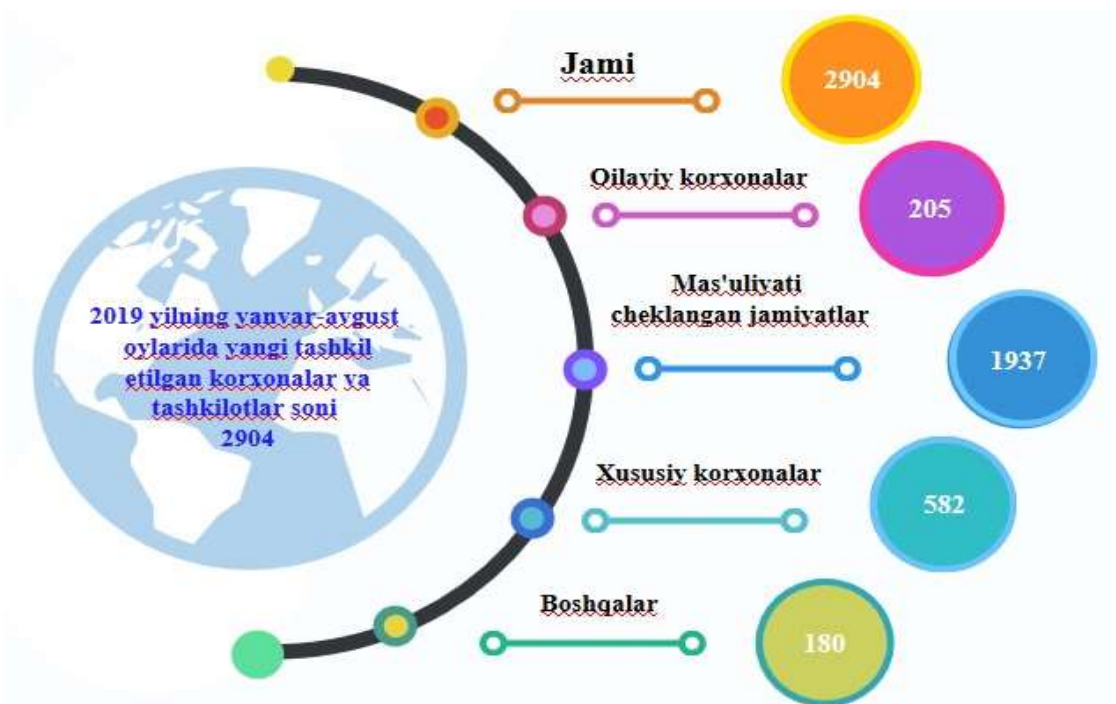 2019 yilning yanvar-avgust
oylarida yangi tashkil
etilgan korxonalar va
tashkilotlar soni
2904
Jami
2904
Oilaviy korxonalar
205
Mas'uliyati
cheklangan jamiyatlar
1937
Xususiy korxonalar
582
Boshqalar
180